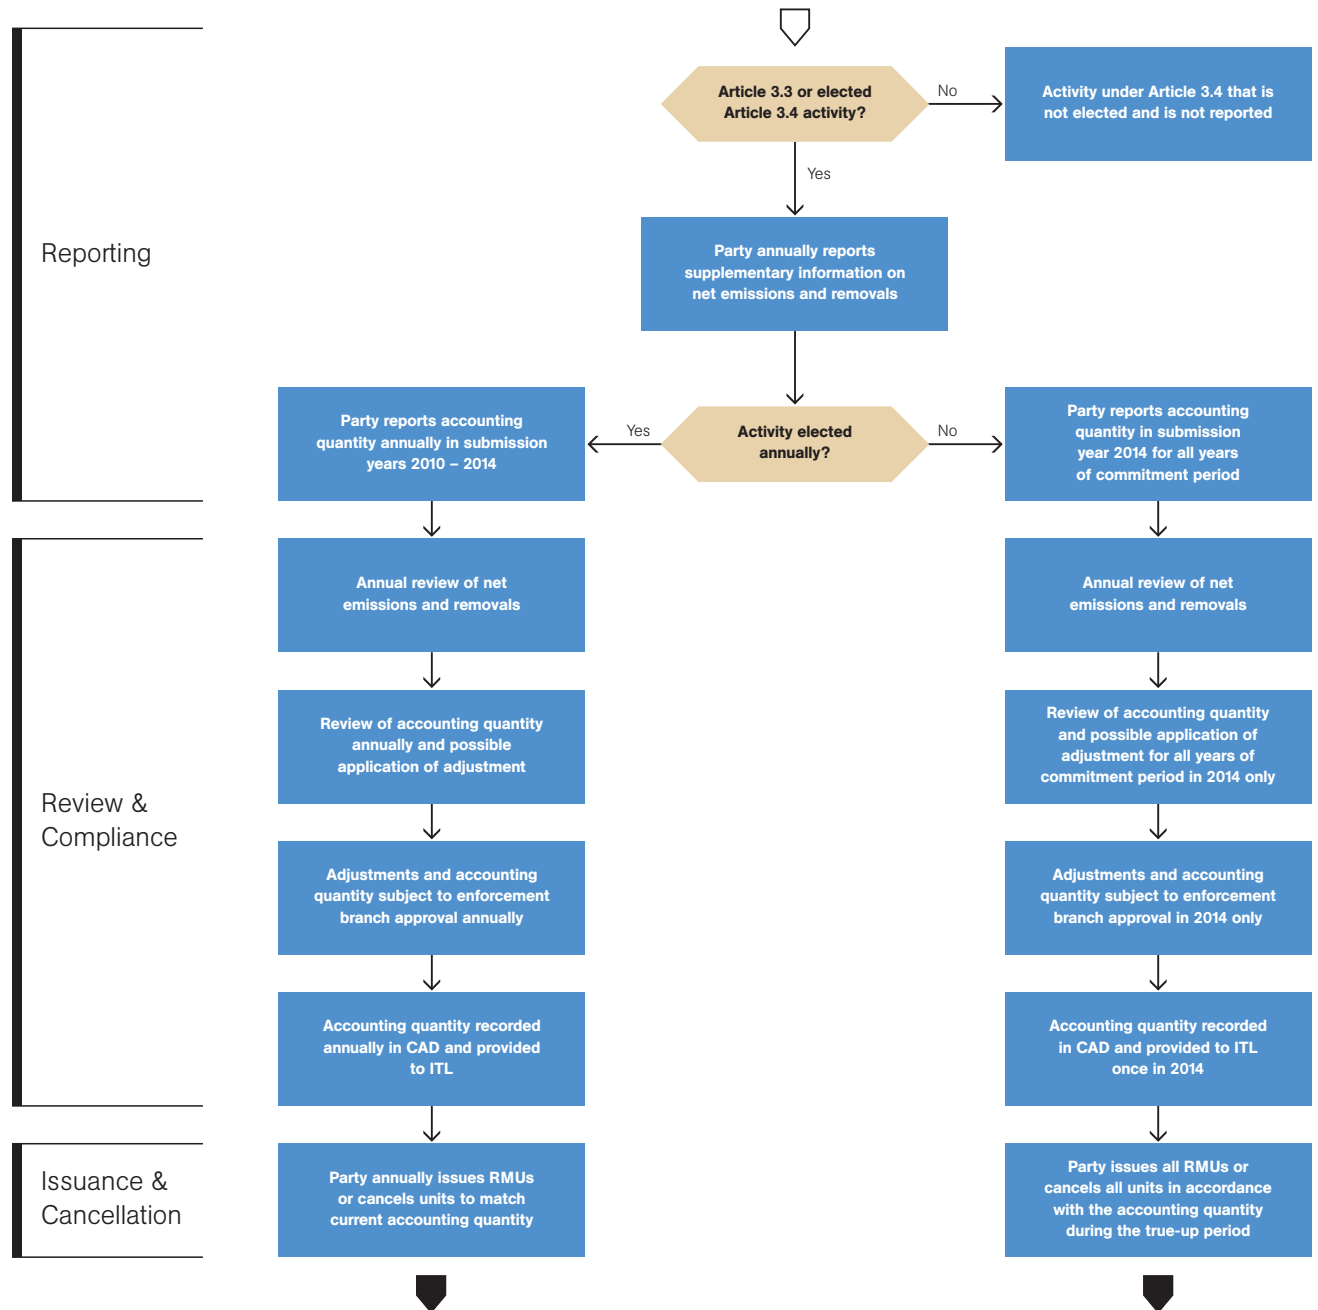 Reporting
Article 3.3 or elected
Article 3.4 activity?
No
Activity under Article 3.4 that is
not elected and is not reported
Yes
Party annually reports
supplementary information on
net emissions and removals
Party reports accounting
quantity annually in submission
years 2010 – 2014
Yes
Activity elected
annually?
No
Party reports accounting
quantity in submission
year 2014 for all years
of commitment period
Review &
Compliance
Annual review of net
emissions and removals
Annual review of net
emissions and removals
Review of accounting quantity
annually and possible
application of adjustment
Review of accounting quantity
and possible application of
adjustment for all years of
commitment period in 2014 only
Adjustments and accounting
quantity subject to enforcement
branch approval annually
Adjustments and accounting
quantity subject to enforcement
branch approval in 2014 only
Accounting quantity recorded
annually in CAD and provided
to ITL
Accounting quantity recorded
in CAD and provided to ITL
once in 2014
Issuance &
Cancellation
Party annually issues RMUs
or cancels units to match
current accounting quantity
Party issues all RMUs or
cancels all units in accordance
with the accounting quantity
during the true-up period